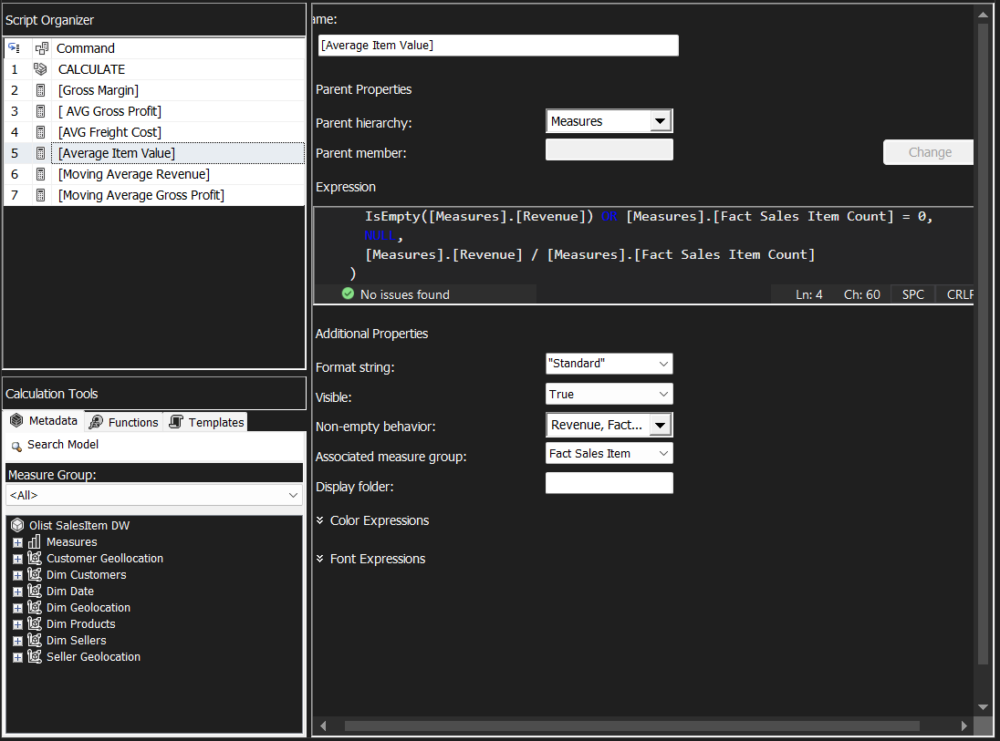 Script Organizer
Command
1 CALCULATE
2 [Gross Margin]
3 [ AVG Gross Profit]
4 [AVG Freight Cost]
5 [Average Item Value]
6 [Moving Average Revenue]
7 [Moving Average Gross Profit]
Calculation Tools
Metadata Functions Templates
Search Model
Measure Group:
<All>
Olist SalesItem DW
Measures
Customer Geollocation
Dim Customers
Dim Date
Dim Geolocation
Dim Products
Dim Sellers
Seller Geolocation
ame:
[Average Item Value]
Parent Properties
Parent hierarchy: Measures
Parent member: Change
Expression
IsEmpty([Measures].[Revenue]) OR [Measures].[Fact Sales Item Count] = 0,
NULL,
[Measures].[Revenue] / [Measures].[Fact Sales Item Count]
)
No issues found Ln: 4 Ch: 60 SPC CRLF
Additional Properties
Format string: "Standard"
Visible: True
Non-empty behavior: Revenue, Fact...
Associated measure group: Fact Sales Item
Display folder:
Color Expressions
Font Expressions